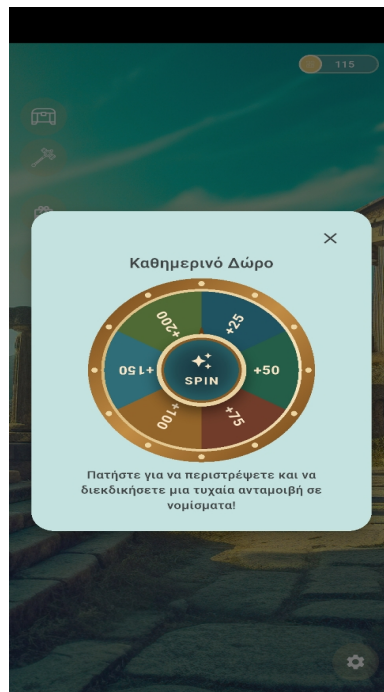 115
Καθημερινό Δώρο
+200
+25
+150
+50
SPIN
+100
+75
Πατήστε για να περιστρέψετε και να
διεκδικήσετε μια τυχαία ανταμοιβή σε
νομίσματα!